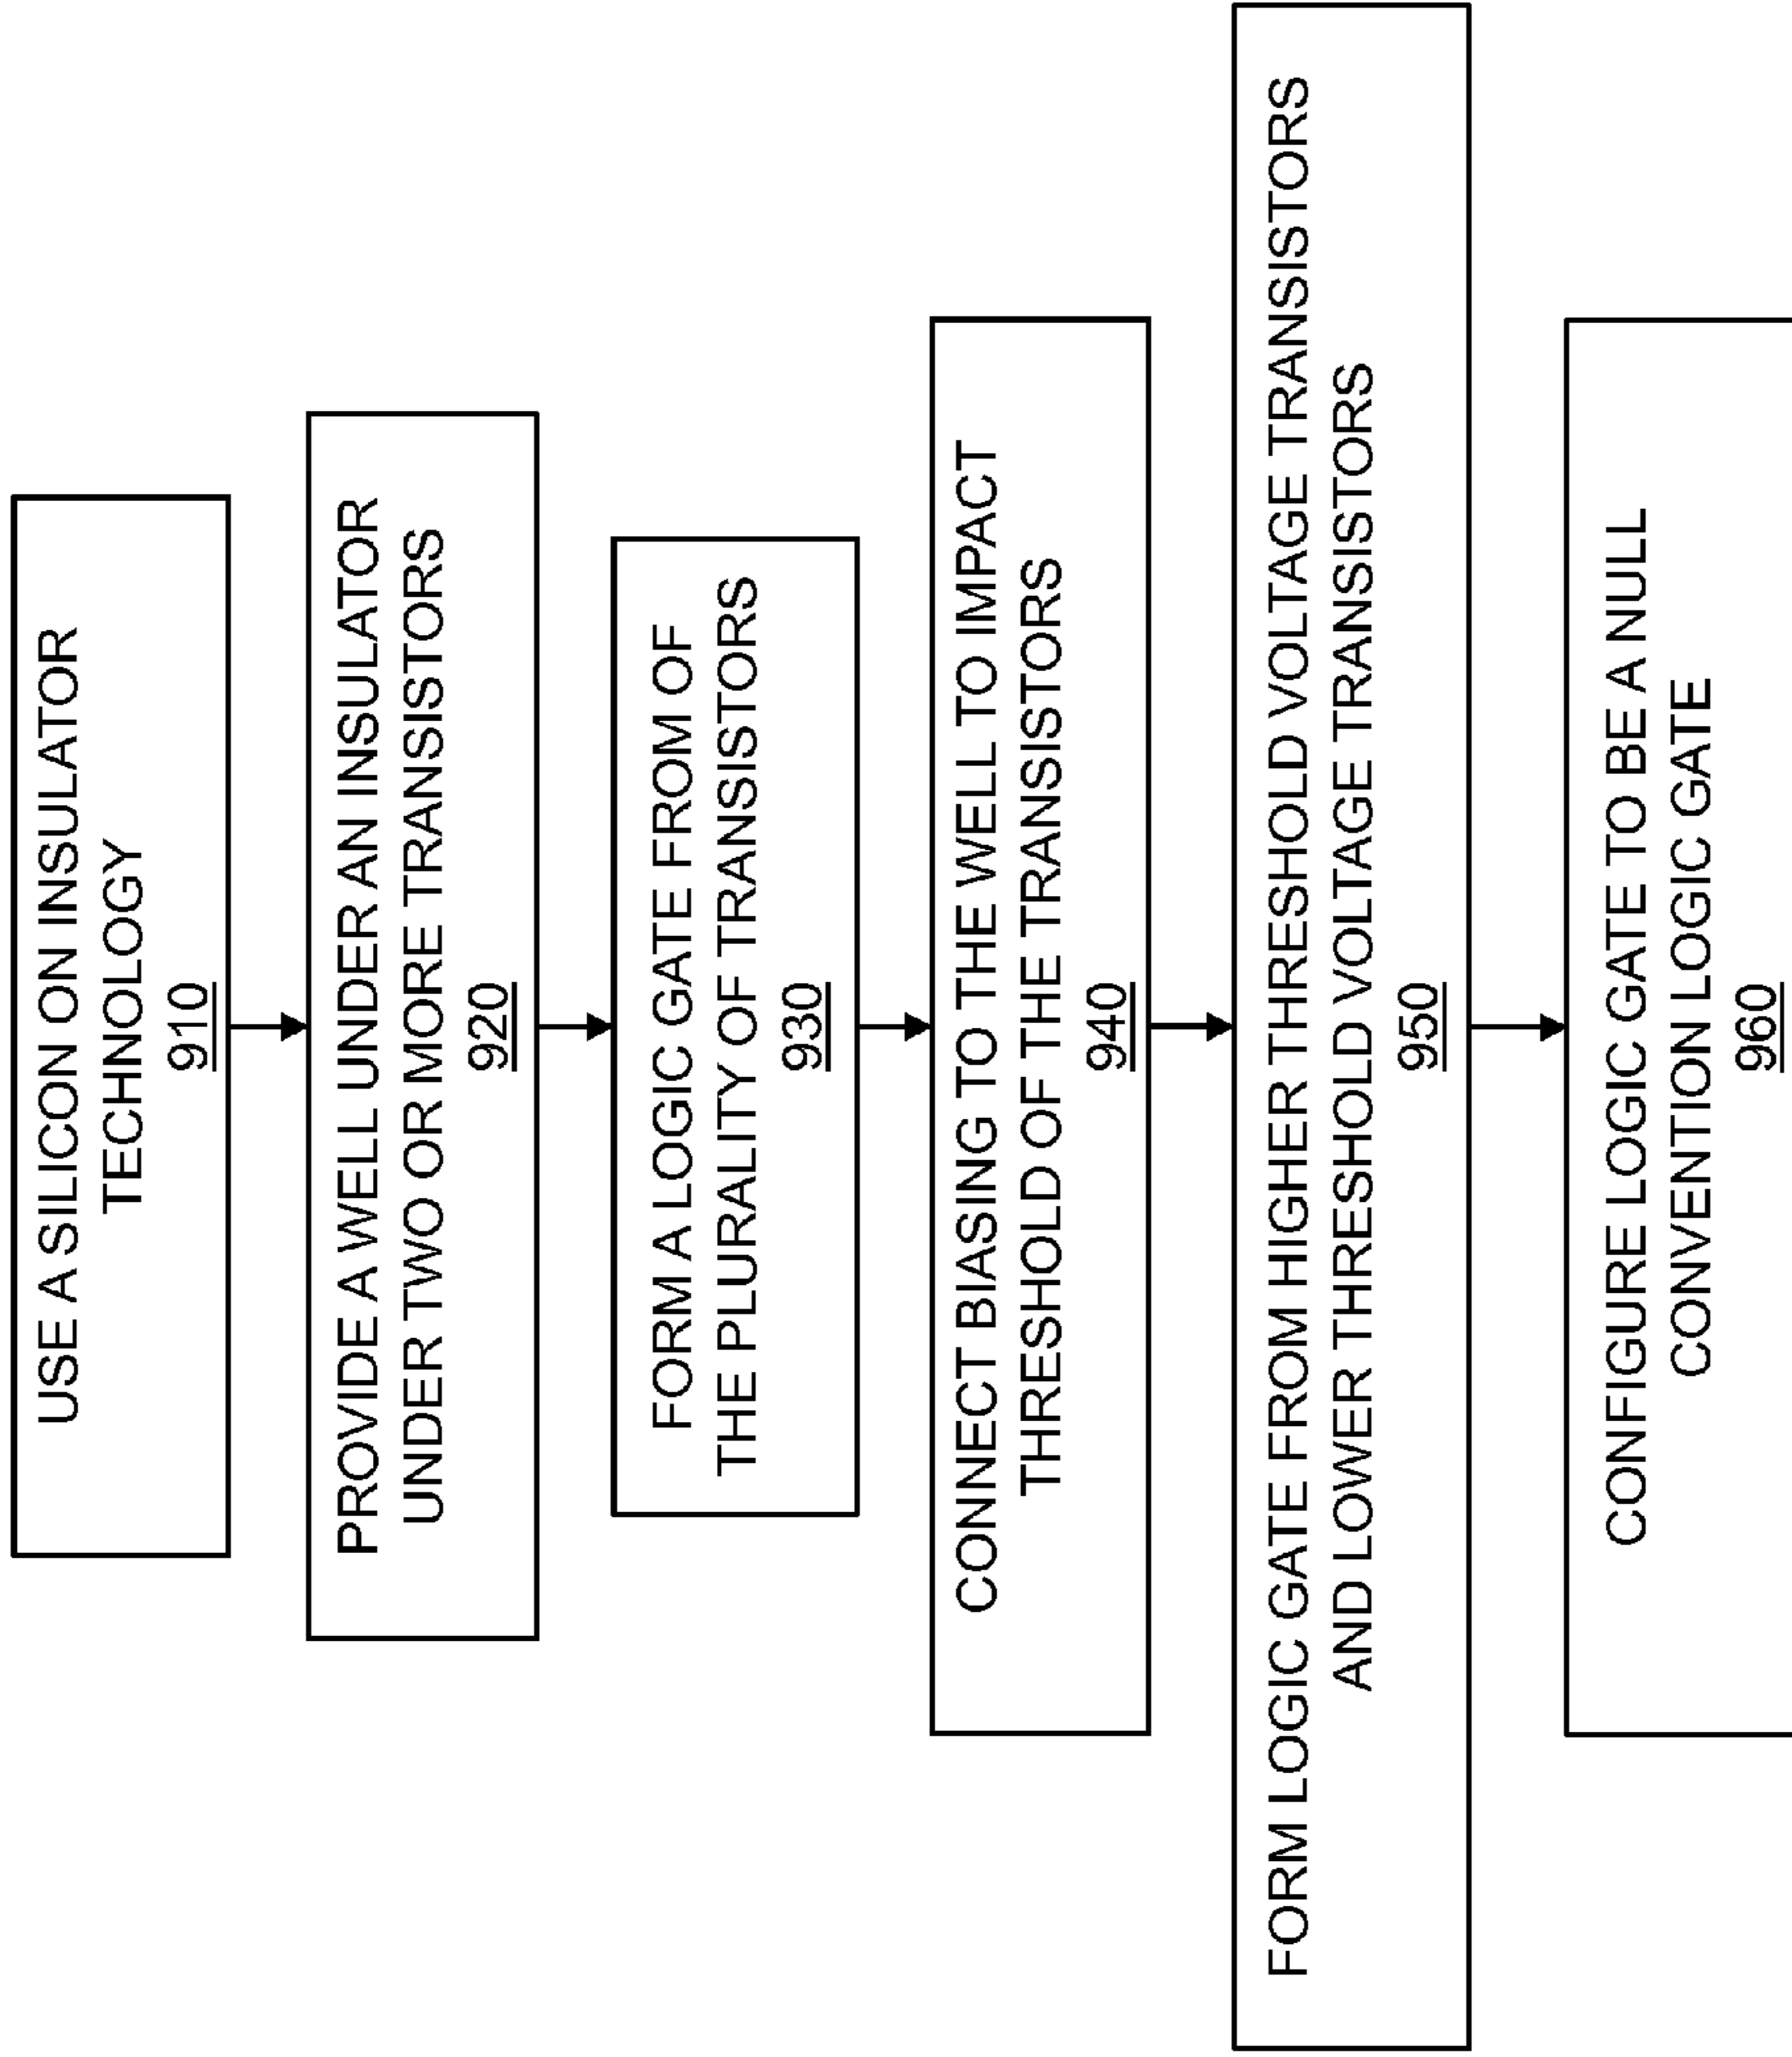 USE A SILICON ON INSULATOR
TECHNOLOGY
910
PROVIDE A WELL UNDER AN INSULATOR
UNDER TWO OR MORE TRANSISTORS
920
FORM A LOGIC GATE FROM OF
THE PLURALITY OF TRANSISTORS
930
CONNECT BIASING TO THE WELL TO IMPACT
THRESHOLD OF THE TRANSISTORS
940
FORM LOGIC GATE FROM HIGHER THRESHOLD VOLTAGE TRANSISTORS
AND LOWER THRESHOLD VOLTAGE TRANSISTORS
950
CONFIGURE LOGIC GATE TO BE A NULL
CONVENTION LOGIC GATE
960